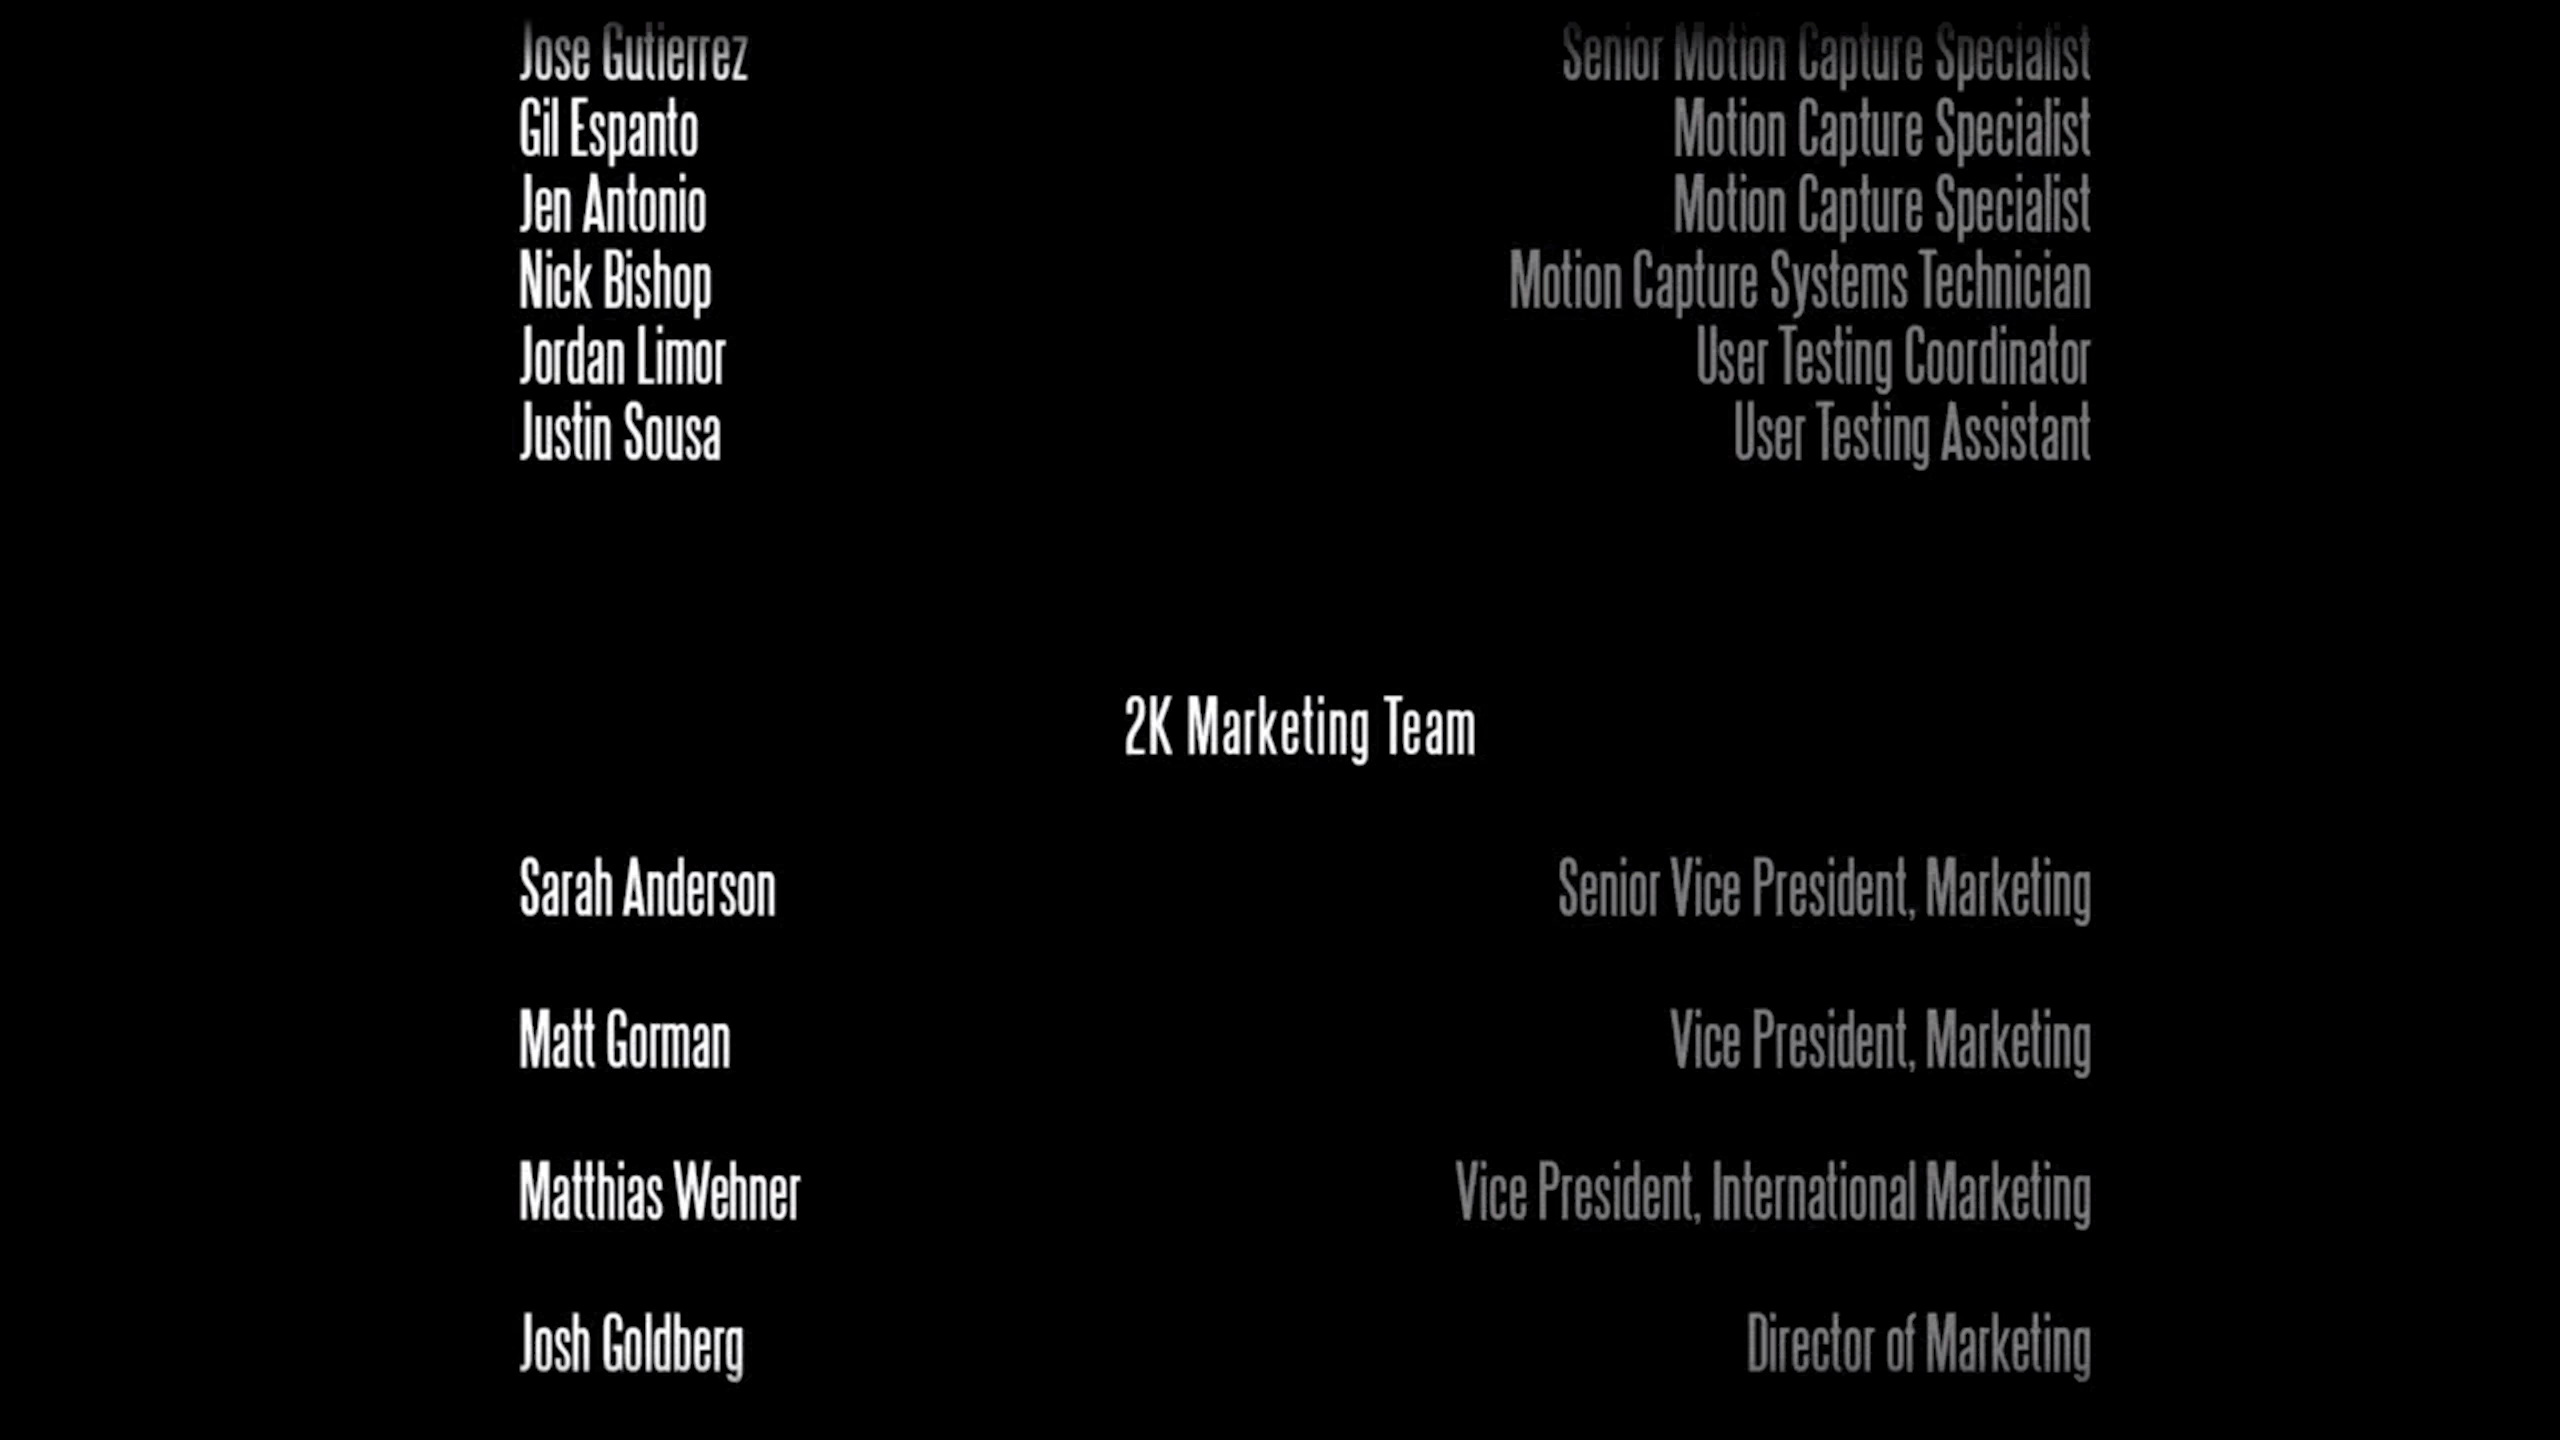 Jose Gutierrez Senior Motion Capture Specialist
Gil Espanto Motion Capture Specialist
Jen Antonio Motion Capture Specialist
Nick Bishop Motion Capture Systems Technician
Jordan Limor User Testing Coordinator
Justin Sousa User Testing Assistant
2K Marketing Team
Sarah Anderson Senior Vice President, Marketing
Matt Gorman Vice President, Marketing
Matthias Wehner Vice President, International Marketing
Josh Goldberg Director of Marketing